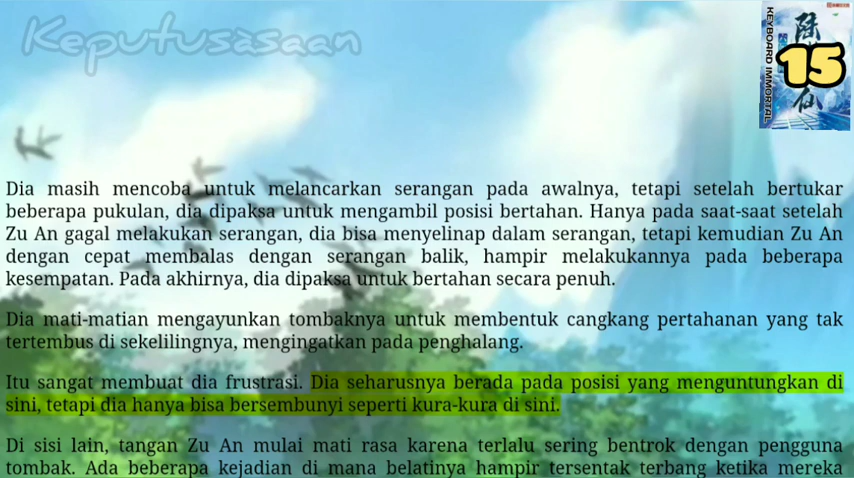 Keputusasaan
KEYBOARD IMMORTAL
15
Dia masih mencoba untuk melancarkan serangan pada awalnya, tetapi setelah bertukar
beberapa pukulan, dia dipaksa untuk mengambil posisi bertahan. Hanya pada saat-saat setelah
Zu An gagal melakukan serangan, dia bisa menyelinap dalam serangan, tetapi kemudian Zu An
dengan cepat membalas dengan serangan balik, hampir melakukannya pada beberapa
kesempatan. Pada akhirnya, dia dipaksa untuk bertahan secara penuh.
Dia mati-matian mengayunkan tombaknya untuk membentuk cangkang pertahanan yang tak
tertembus di sekelilingnya, mengingatkan pada penghalang.
Itu sangat membuat dia frustrasi. Dia seharusnya berada pada posisi yang menguntungkan di
sini, tetapi dia hanya bisa bersembunyi seperti kura-kura di sini.
Di sisi lain, tangan Zu An mulai mati rasa karena terlalu sering bentrok dengan pengguna
tombak. Ada beberapa kejadian di mana belatinya hampir tersentak terbang ketika mereka